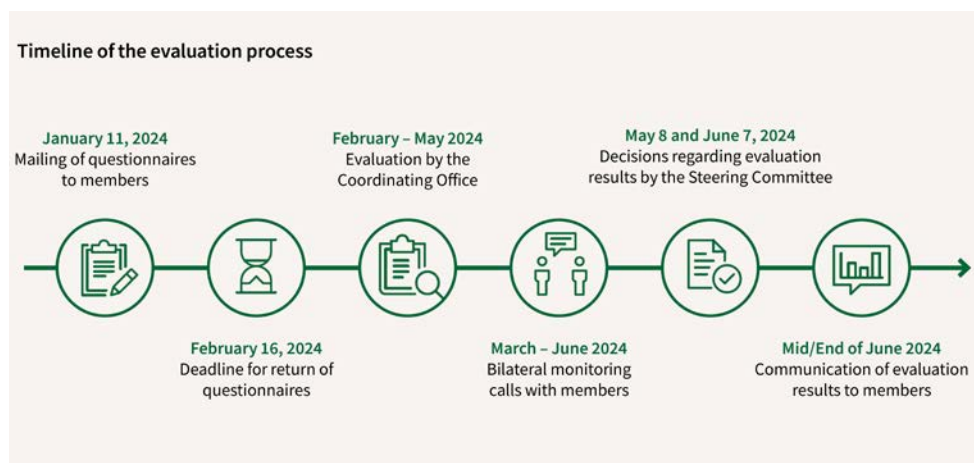 Timeline of the evaluation process
January 11, 2024
Mailing of questionnaires
to members
February 16, 2024
Deadline for return of
questionnaires
February – May 2024
Evaluation by the
Coordinating Office
March – June 2024
Bilateral monitoring
calls with members
May 8 and June 7, 2024
Decisions regarding evaluation
results by the Steering Committee
Mid/End of June 2024
Communication of evaluation
results to members